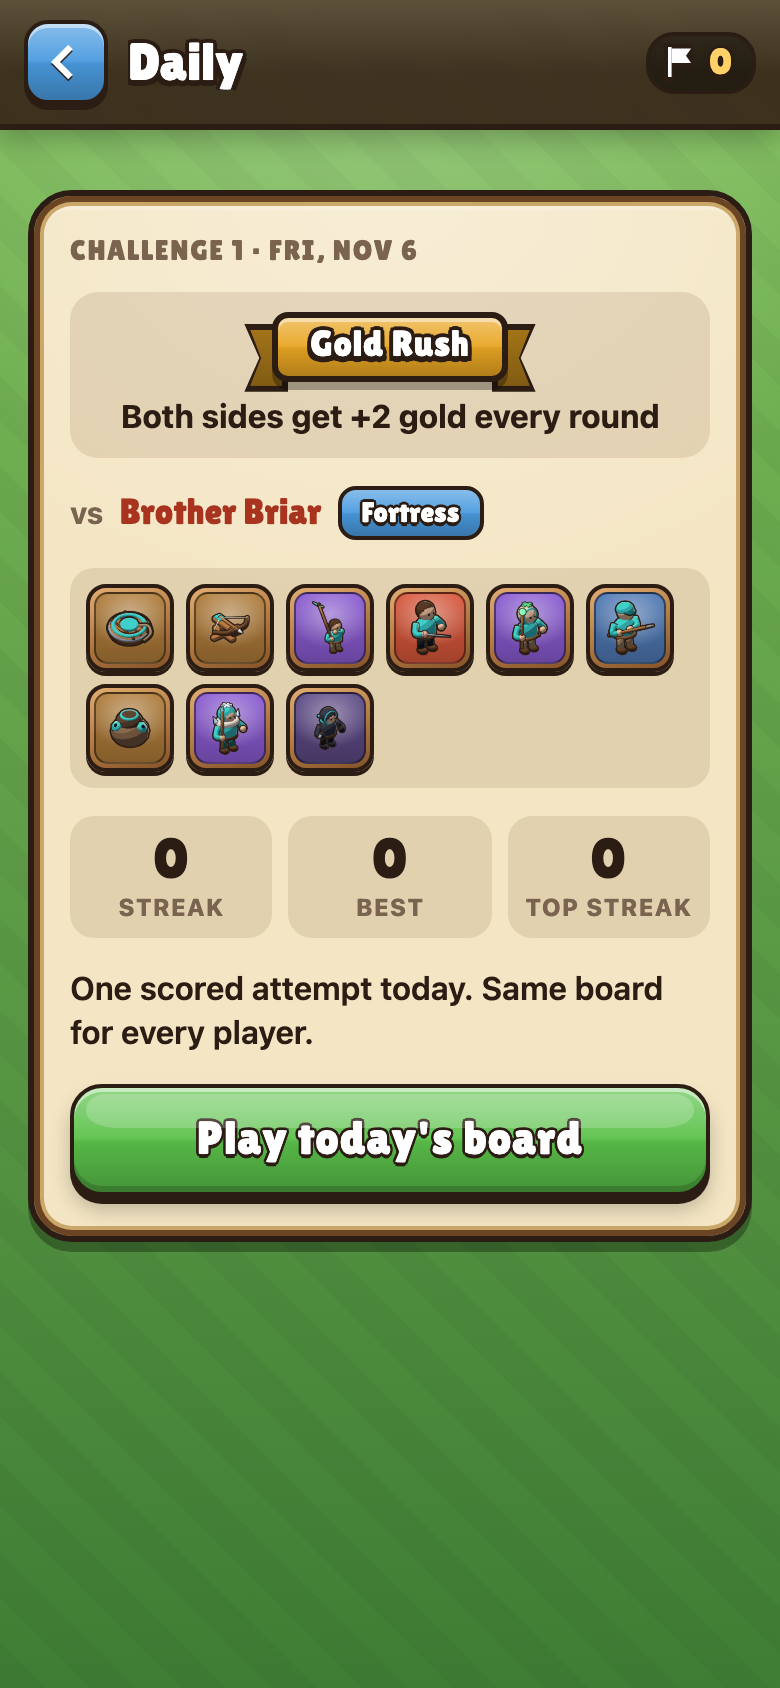 Daily
0
CHALLENGE 1 · FRI, NOV 6
Gold Rush
Both sides get +2 gold every round
vs Brother Briar Fortress
0 0 0
STREAK BEST TOP STREAK
One scored attempt today. Same board
for every player.
Play today's board